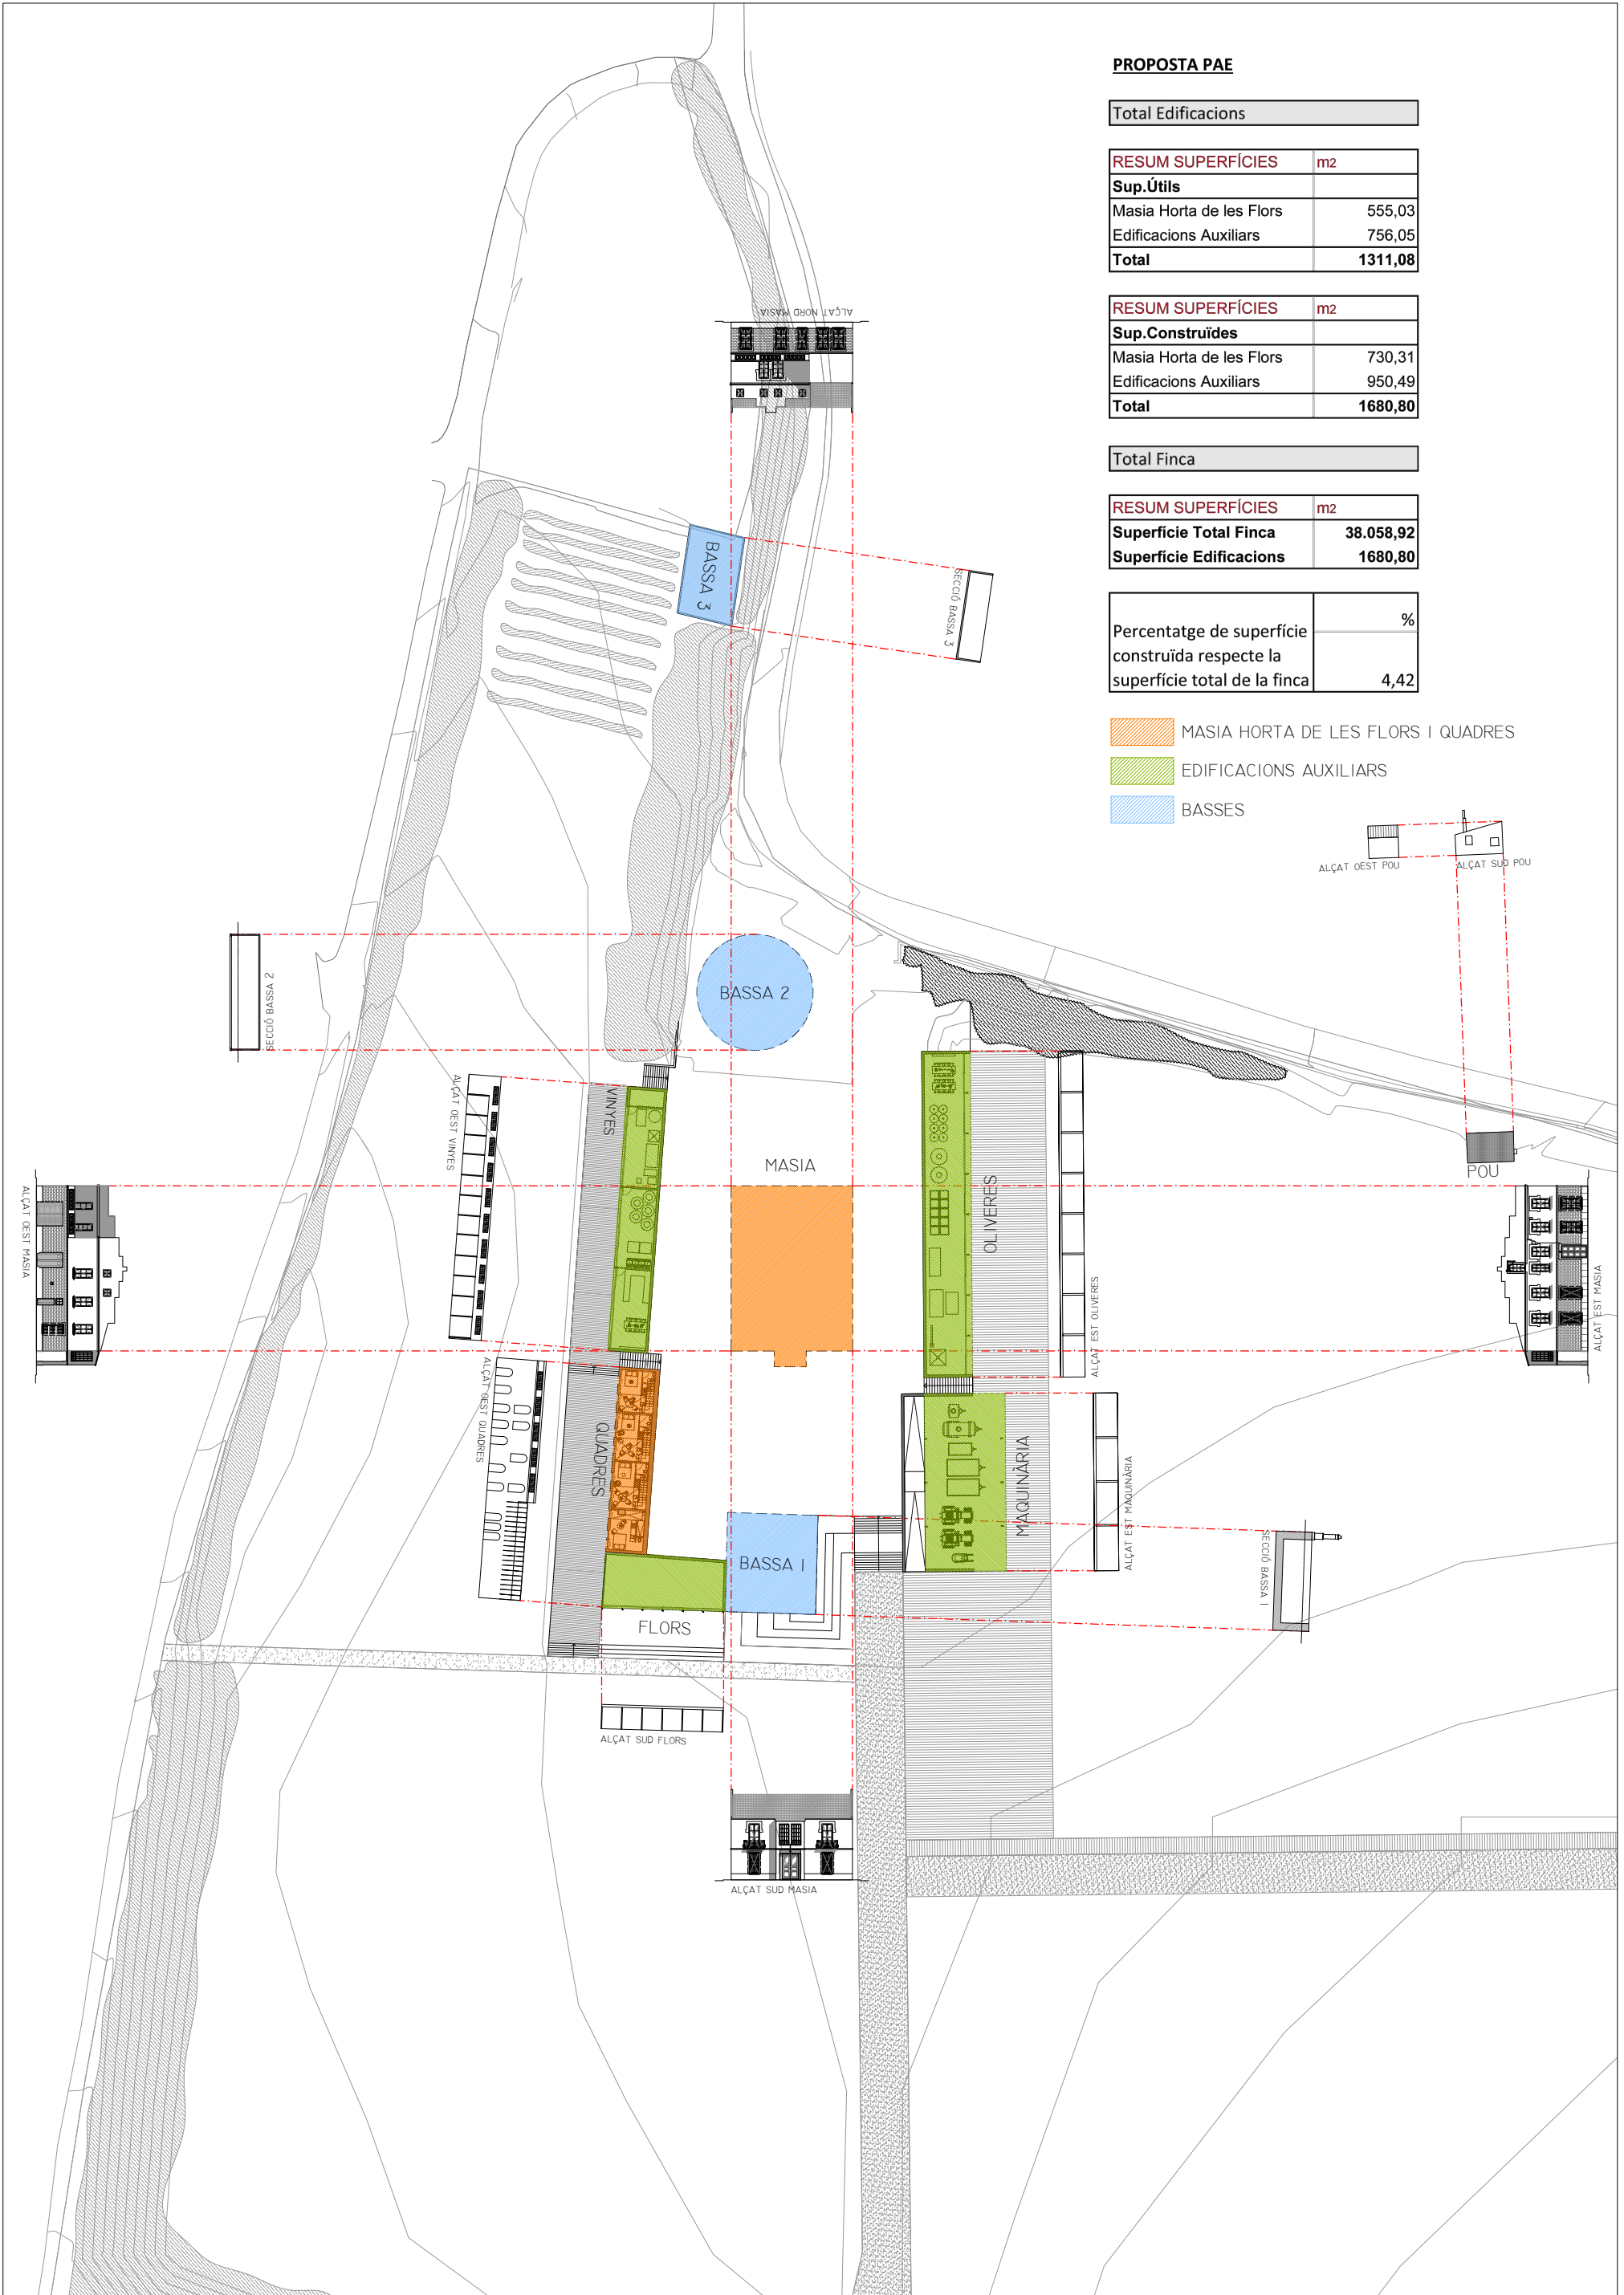 PROPOSTA PAE
Total Edificacions
RESUM SUPERFÍCIES m2
Sup.Útils
Masia Horta de les Flors 555,03
Edificacions Auxiliars 756,05
Total 1311,08
RESUM SUPERFÍCIES m2
Sup.Construïdes
Masia Horta de les Flors 730,31
Edificacions Auxiliars 950,49
Total 1680,80
Total Finca
RESUM SUPERFÍCIES m2
Superfície Total Finca 38.058,92
Superfície Edificacions 1680,80
%
Percentatge de superfície
construïda respecte la
superfície total de la finca 4,42
MASIA HORTA DE LES FLORS I QUADRES
EDIFICACIONS AUXILIARS
BASSES
ALÇAT NORD MASIA
BASSA 3
SECCIÓ BASSA 3
ALÇAT OEST POU
ALÇAT SUD POU
SECCIÓ BASSA 2
BASSA 2
ALÇAT OEST VINYES
VINYES
MASIA
OLIVERES
POU
ALÇAT OEST MASIA
ALÇAT EST OLIVERES
ALÇAT EST MASIA
ALÇAT OEST QUADRES
QUADRES
MAQUINÀRIA
ALÇAT EST MAQUINÀRIA
BASSA 1
SECCIÓ BASSA 1
FLORS
ALÇAT SUD FLORS
ALÇAT SUD MASIA